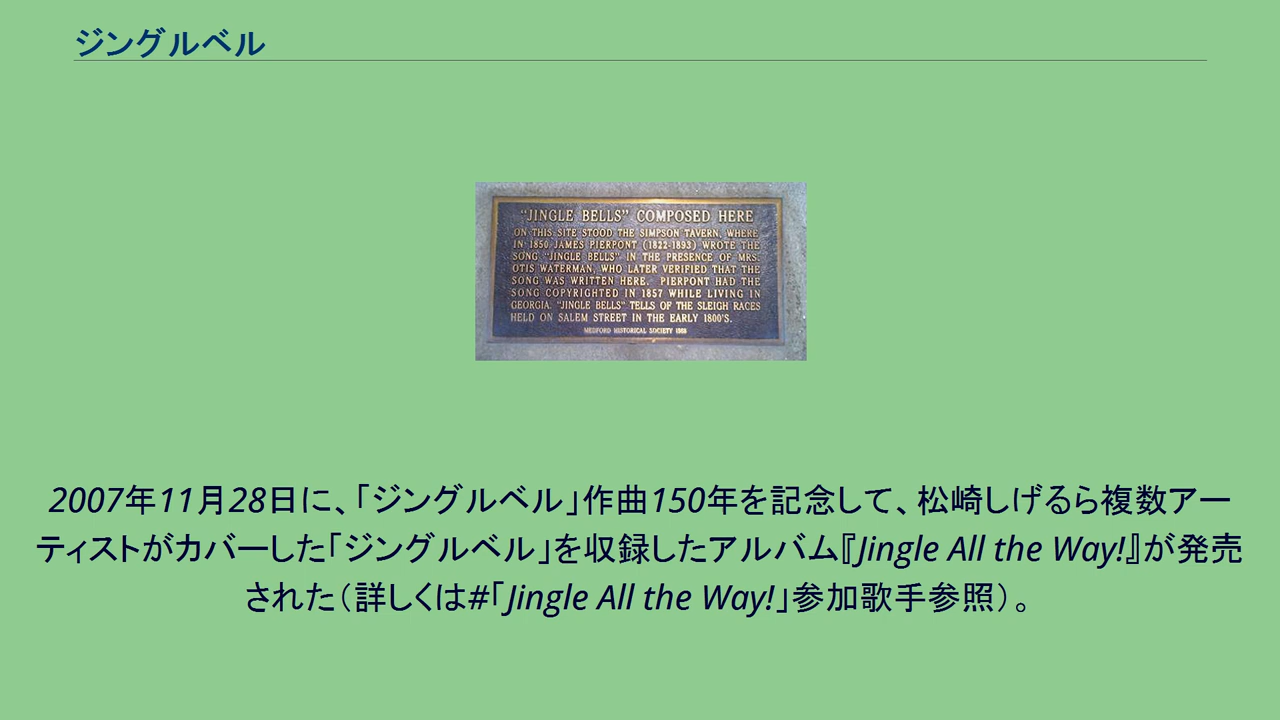 ジングルベル
"JINGLE BELLS" COMPOSED HERE
ON THIS SITE STOOD THE SIMPSON TAVERN, WHERE
IN 1850 JAMES PIERPONT (1822-1893) WROTE THE
SONG "JINGLE BELLS" IN THE PRESENCE OF MRS.
OTIS WATERMAN, WHO LATER VERIFIED THAT THE
SONG WAS WRITTEN HERE. PIERPONT HAD THE
SONG COPYRIGHTED IN 1857 WHILE LIVING IN
GEORGIA. "JINGLE BELLS" TELLS OF THE SLEIGH RACES
HELD ON SALEM STREET IN THE EARLY 1800'S.
MEDFORD HISTORICAL SOCIETY
2007年11月28日に、「ジングルベル」作曲150年を記念して、松崎しげるら複数アー
ティストがカバーした「ジングルベル」を収録したアルバム『Jingle All the Way!』が発売
された（詳しくは#「Jingle All the Way!」参加歌手参照）。